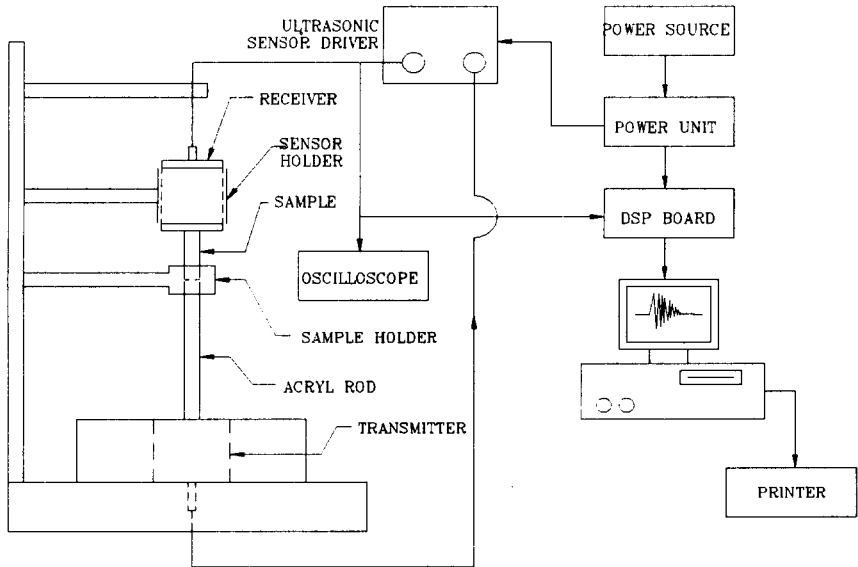 ULTRASONIC
SENSOR DRIVER
POWER SOURCE
RECEIVER
POWER UNIT
SENSOR
HOLDER
SAMPLE
DSP BOARD
OSCILLOSCOPE
SAMPLE HOLDER
ACRYL ROD
TRANSMITTER
PRINTER